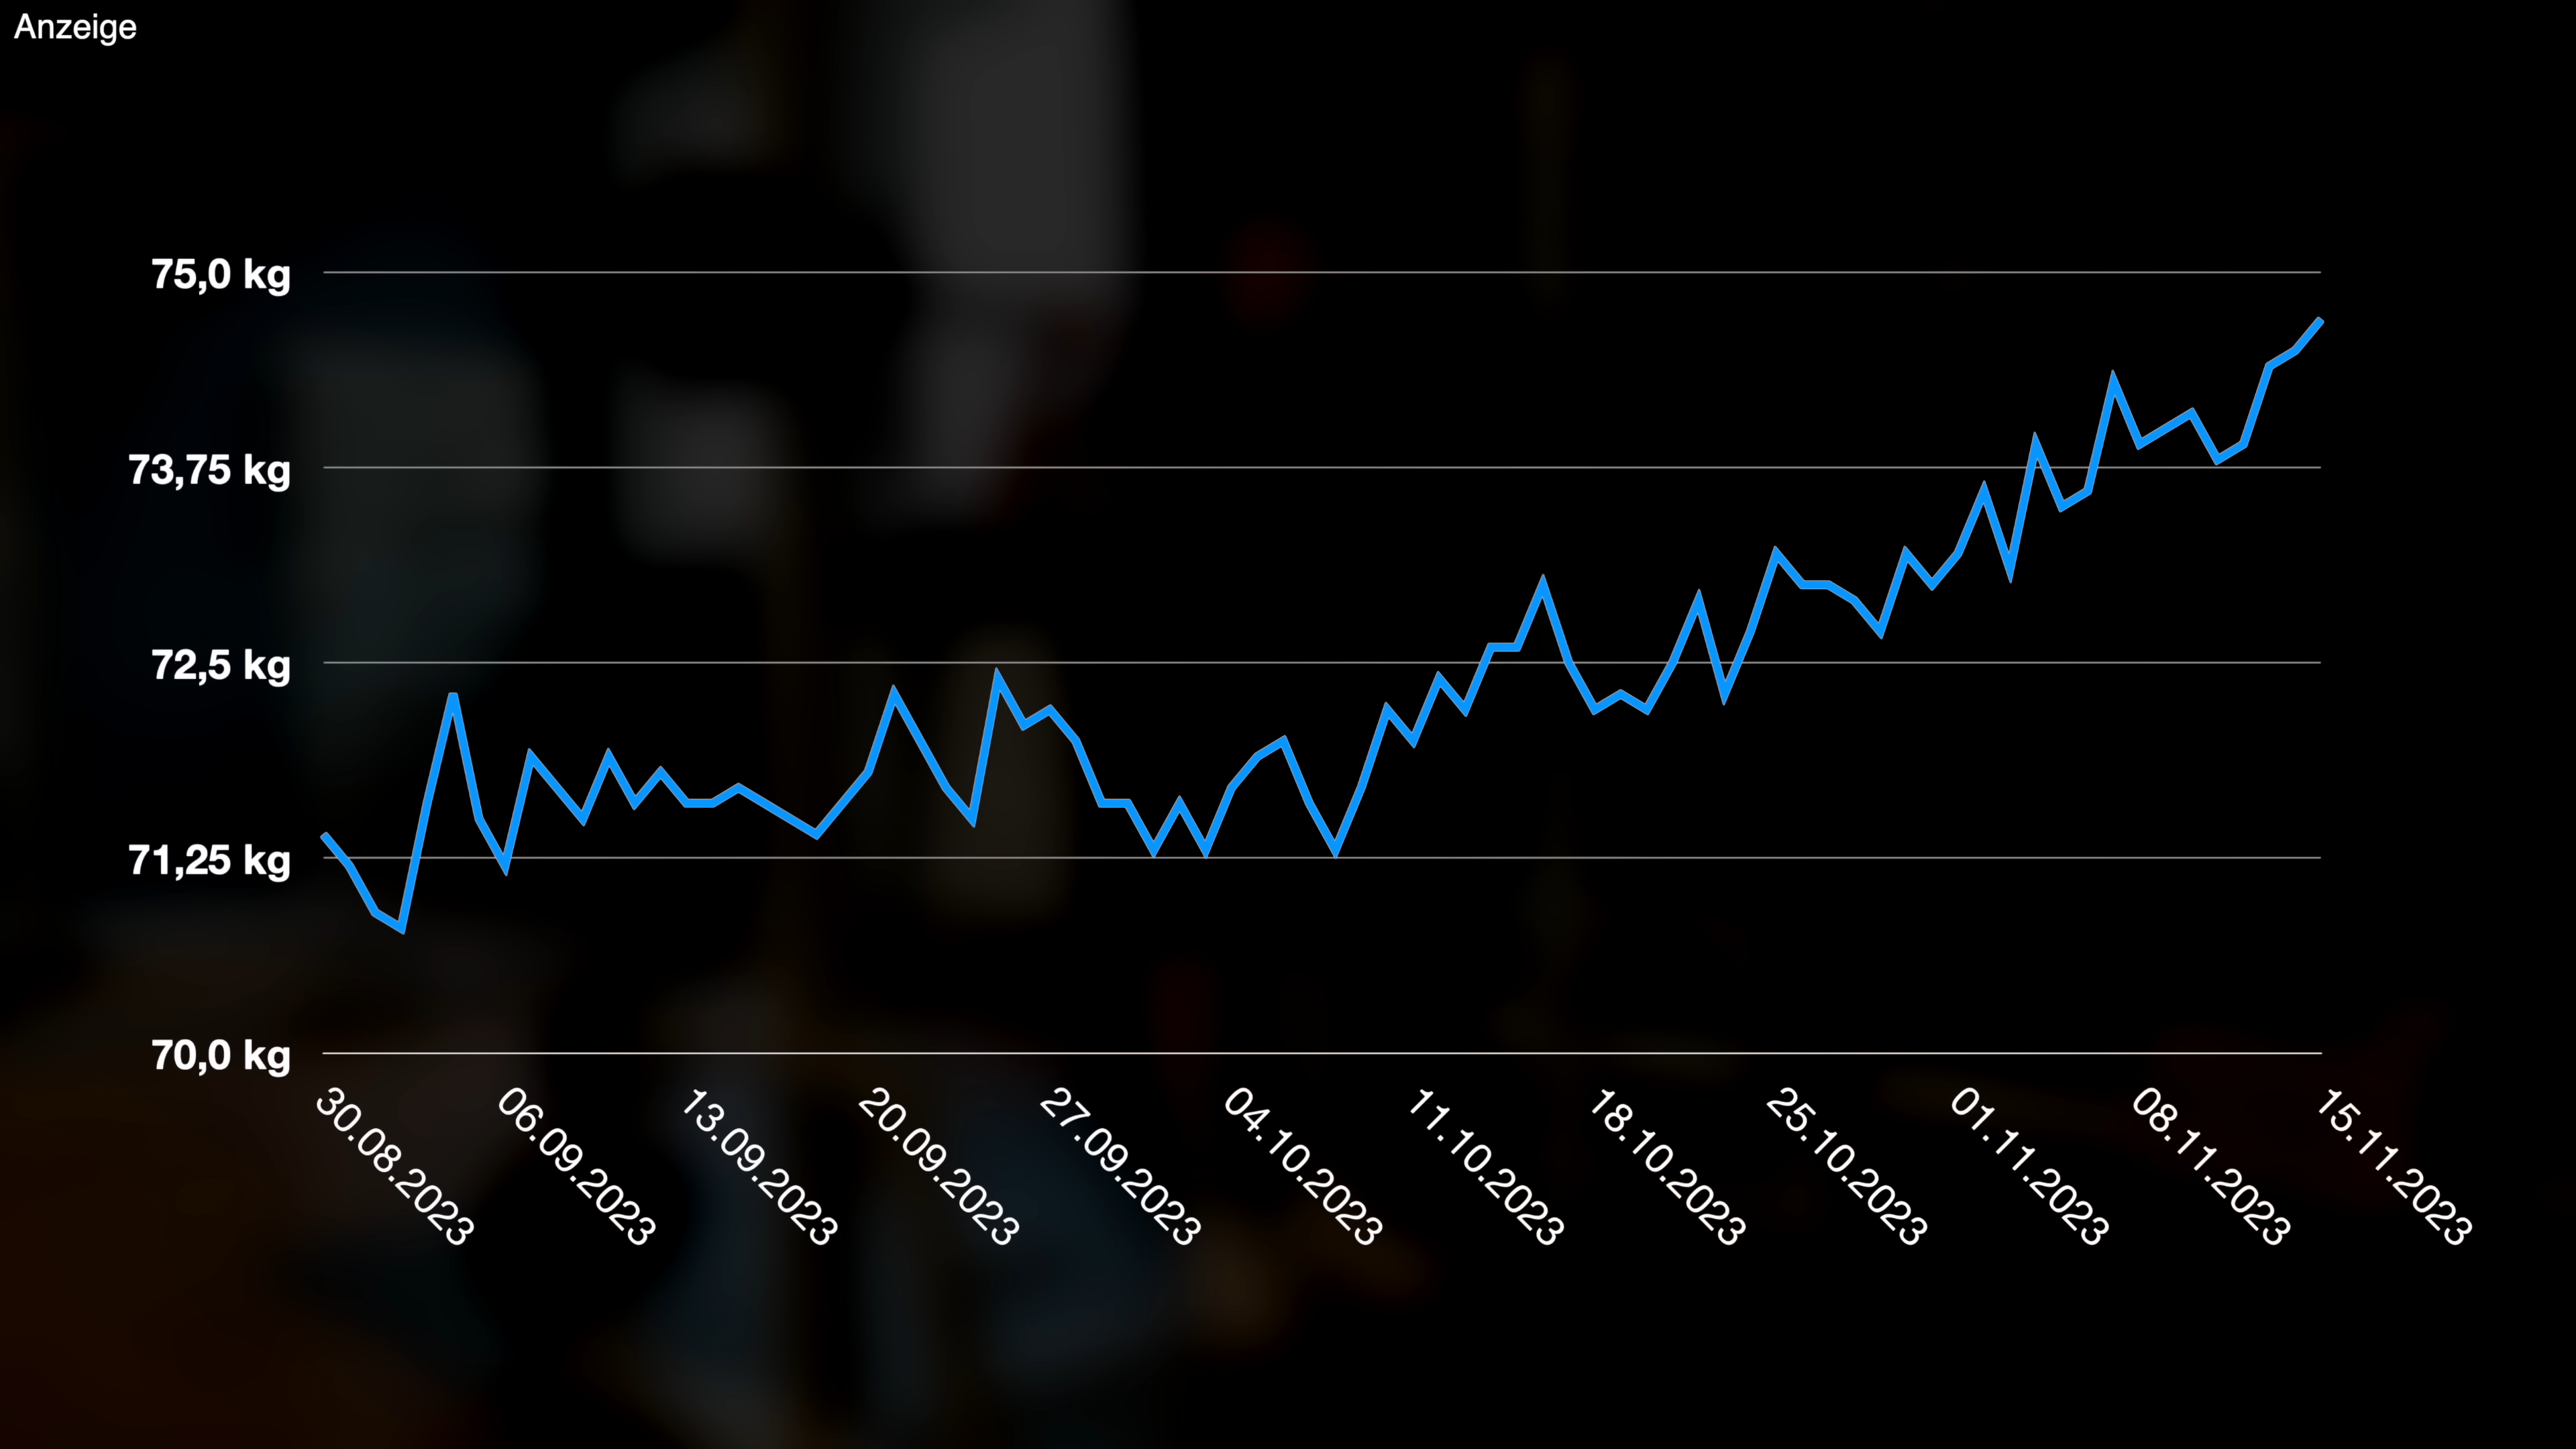 Anzeige
75,0 kg
73,75 kg
72,5 kg
71,25 kg
70,0 kg
30.08.2023
06.09.2023
13.09.2023
20.09.2023
27.09.2023
04.10.2023
11.10.2023
18.10.2023
25.10.2023
01.11.2023
08.11.2023
15.11.2023